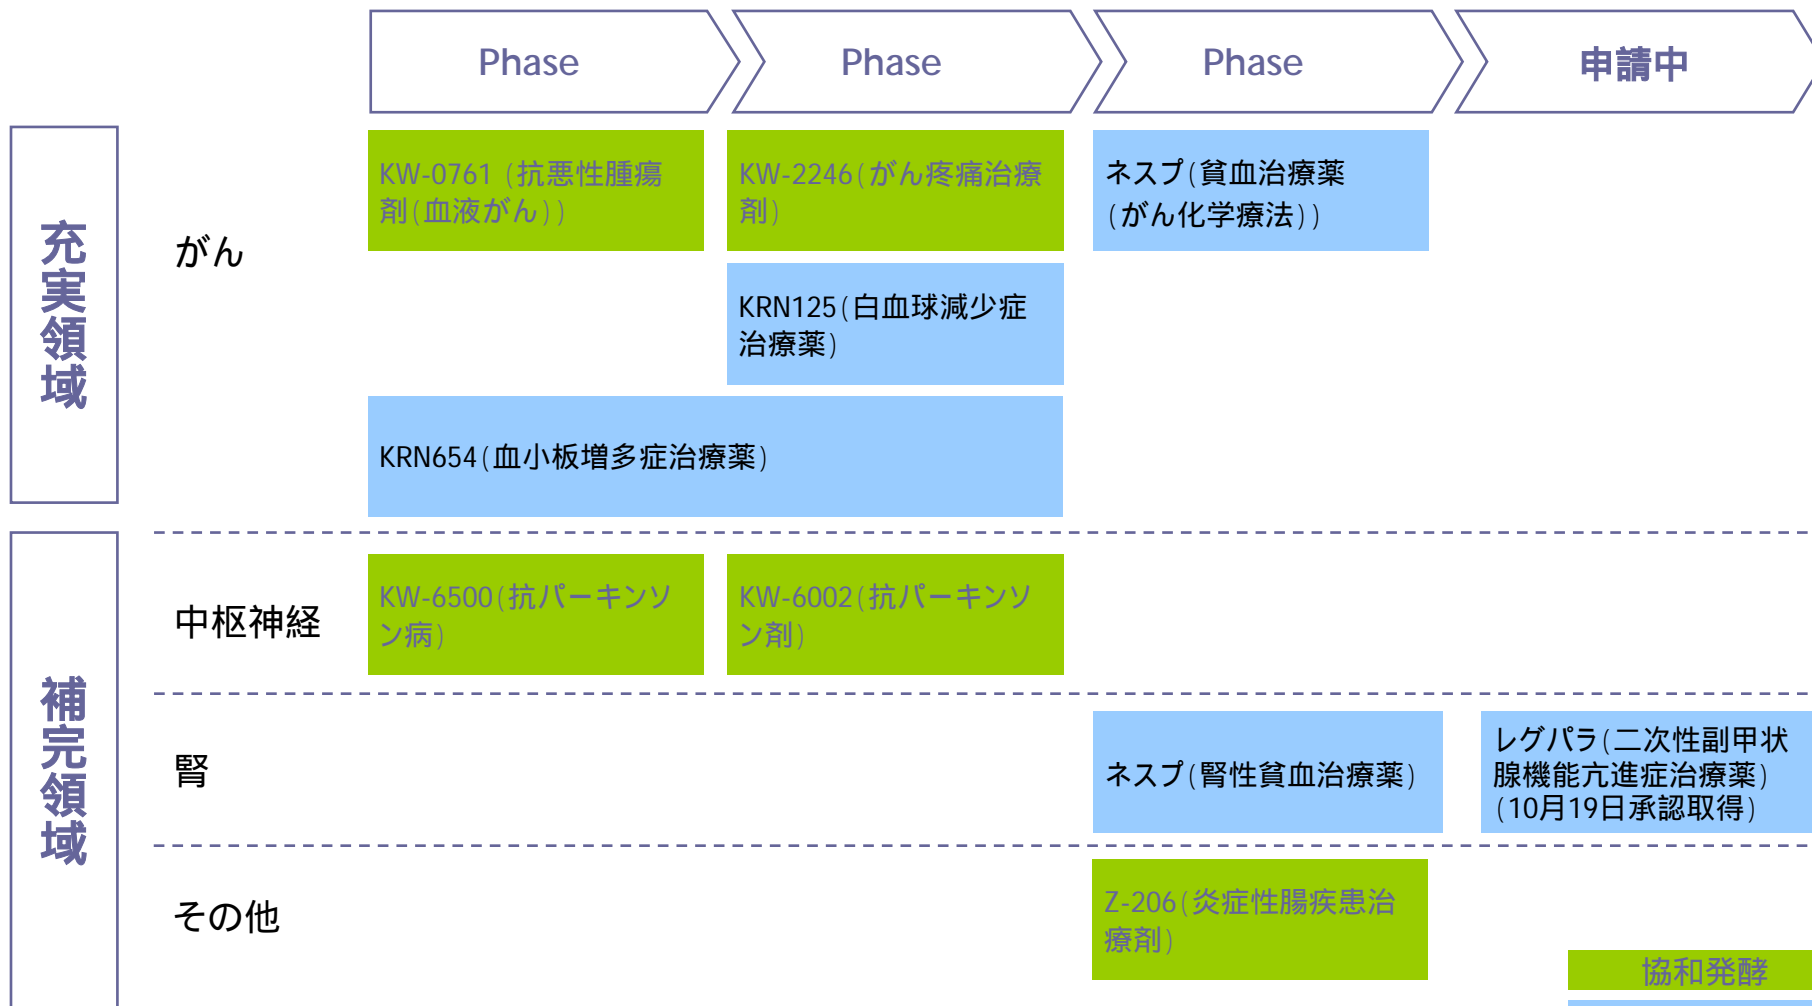 Phase
Phase
Phase
申請中
充実領域
がん
KW-0761 (抗悪性腫瘍
剤(血液がん))
KW-2246(がん疼痛治療
剤)
ネスプ(貧血治療薬
(がん化学療法))
KRN125(白血球減少症
治療薬)
KRN654(血小板増多症治療薬)
補完領域
中枢神経
KW-6500(抗パーキンソ
ン病)
KW-6002(抗パーキンソ
ン剤)
腎
ネスプ(腎性貧血治療薬)
レグパラ(二次性副甲状
腺機能亢進症治療薬)
(10月19日承認取得)
その他
Z-206(炎症性腸疾患治
療剤)
協和発酵